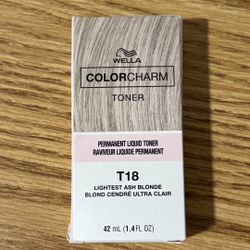 WELLA
COLORCHARM
TONER
PERMANENT LIQUID TONER
RAVIVEUR LIQUIDE PERMANENT
T18
LIGHTEST ASH BLONDE
BLOND CENDRÉ ULTRA CLAIR
42 mL (1.4 FL OZ)